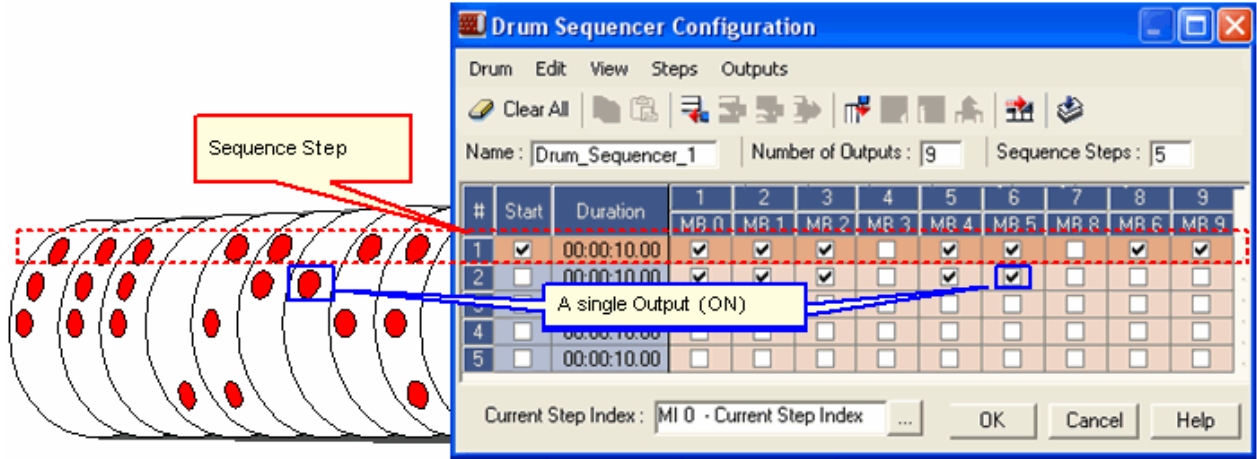 Drum Sequencer Configuration
Drum Edit View Steps Outputs
Clear All
Name : Drum_Sequencer_1 Number of Outputs : 9 Sequence Steps : 5
Sequence Step
# Start Duration 1 2 3 4 5 6 7 8 9
MB 0 MB 1 MB 2 MB 3 MB 4 MB 5 MB 8 MB 6 MB 9
1 00:00:10.00
2 00:00:10.00
A single Output (ON)
4 00:00:10.00
5 00:00:10.00
Current Step Index : MI 0 - Current Step Index ... OK Cancel Help